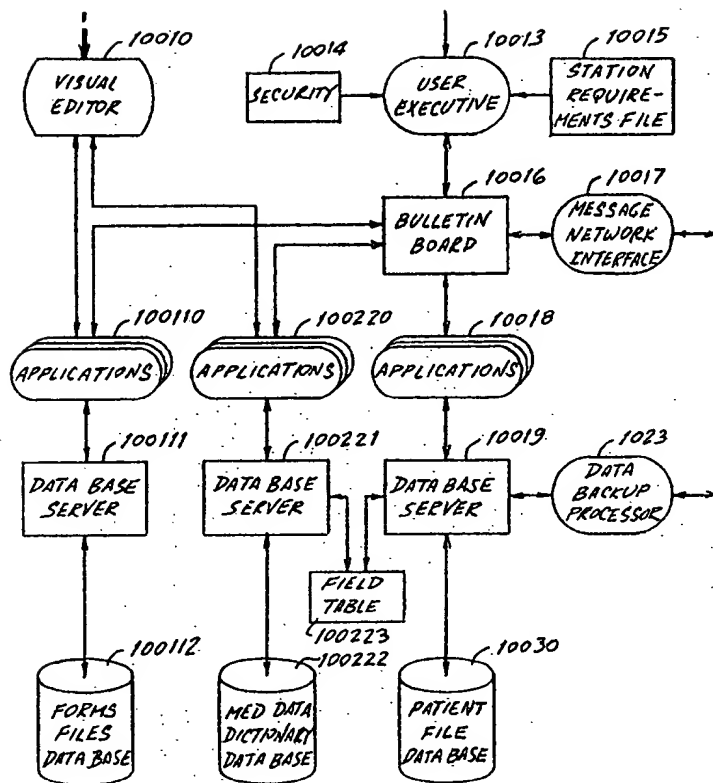 10010
VISUAL
EDITOR
10014
SECURITY
10013
USER
EXECUTIVE
10015
STATION
REQUIRE-
MENTS FILE
10016
BULLETIN
BOARD
10017
MESSAGE
NETWORK
INTERFACE
100110
APPLICATIONS
100220
APPLICATIONS
10018
APPLICATIONS
100111
DATA BASE
SERVER
100221
DATA BASE
SERVER
10019
DATA BASE
SERVER
1023
DATA
BACKUP
PROCESSOR
FIELD
TABLE
100223
100112
FORMS
FILES
DATA BASE
100222
MED DATA
DICTIONARY
DATA BASE
10030
PATIENT
FILE
DATA BASE